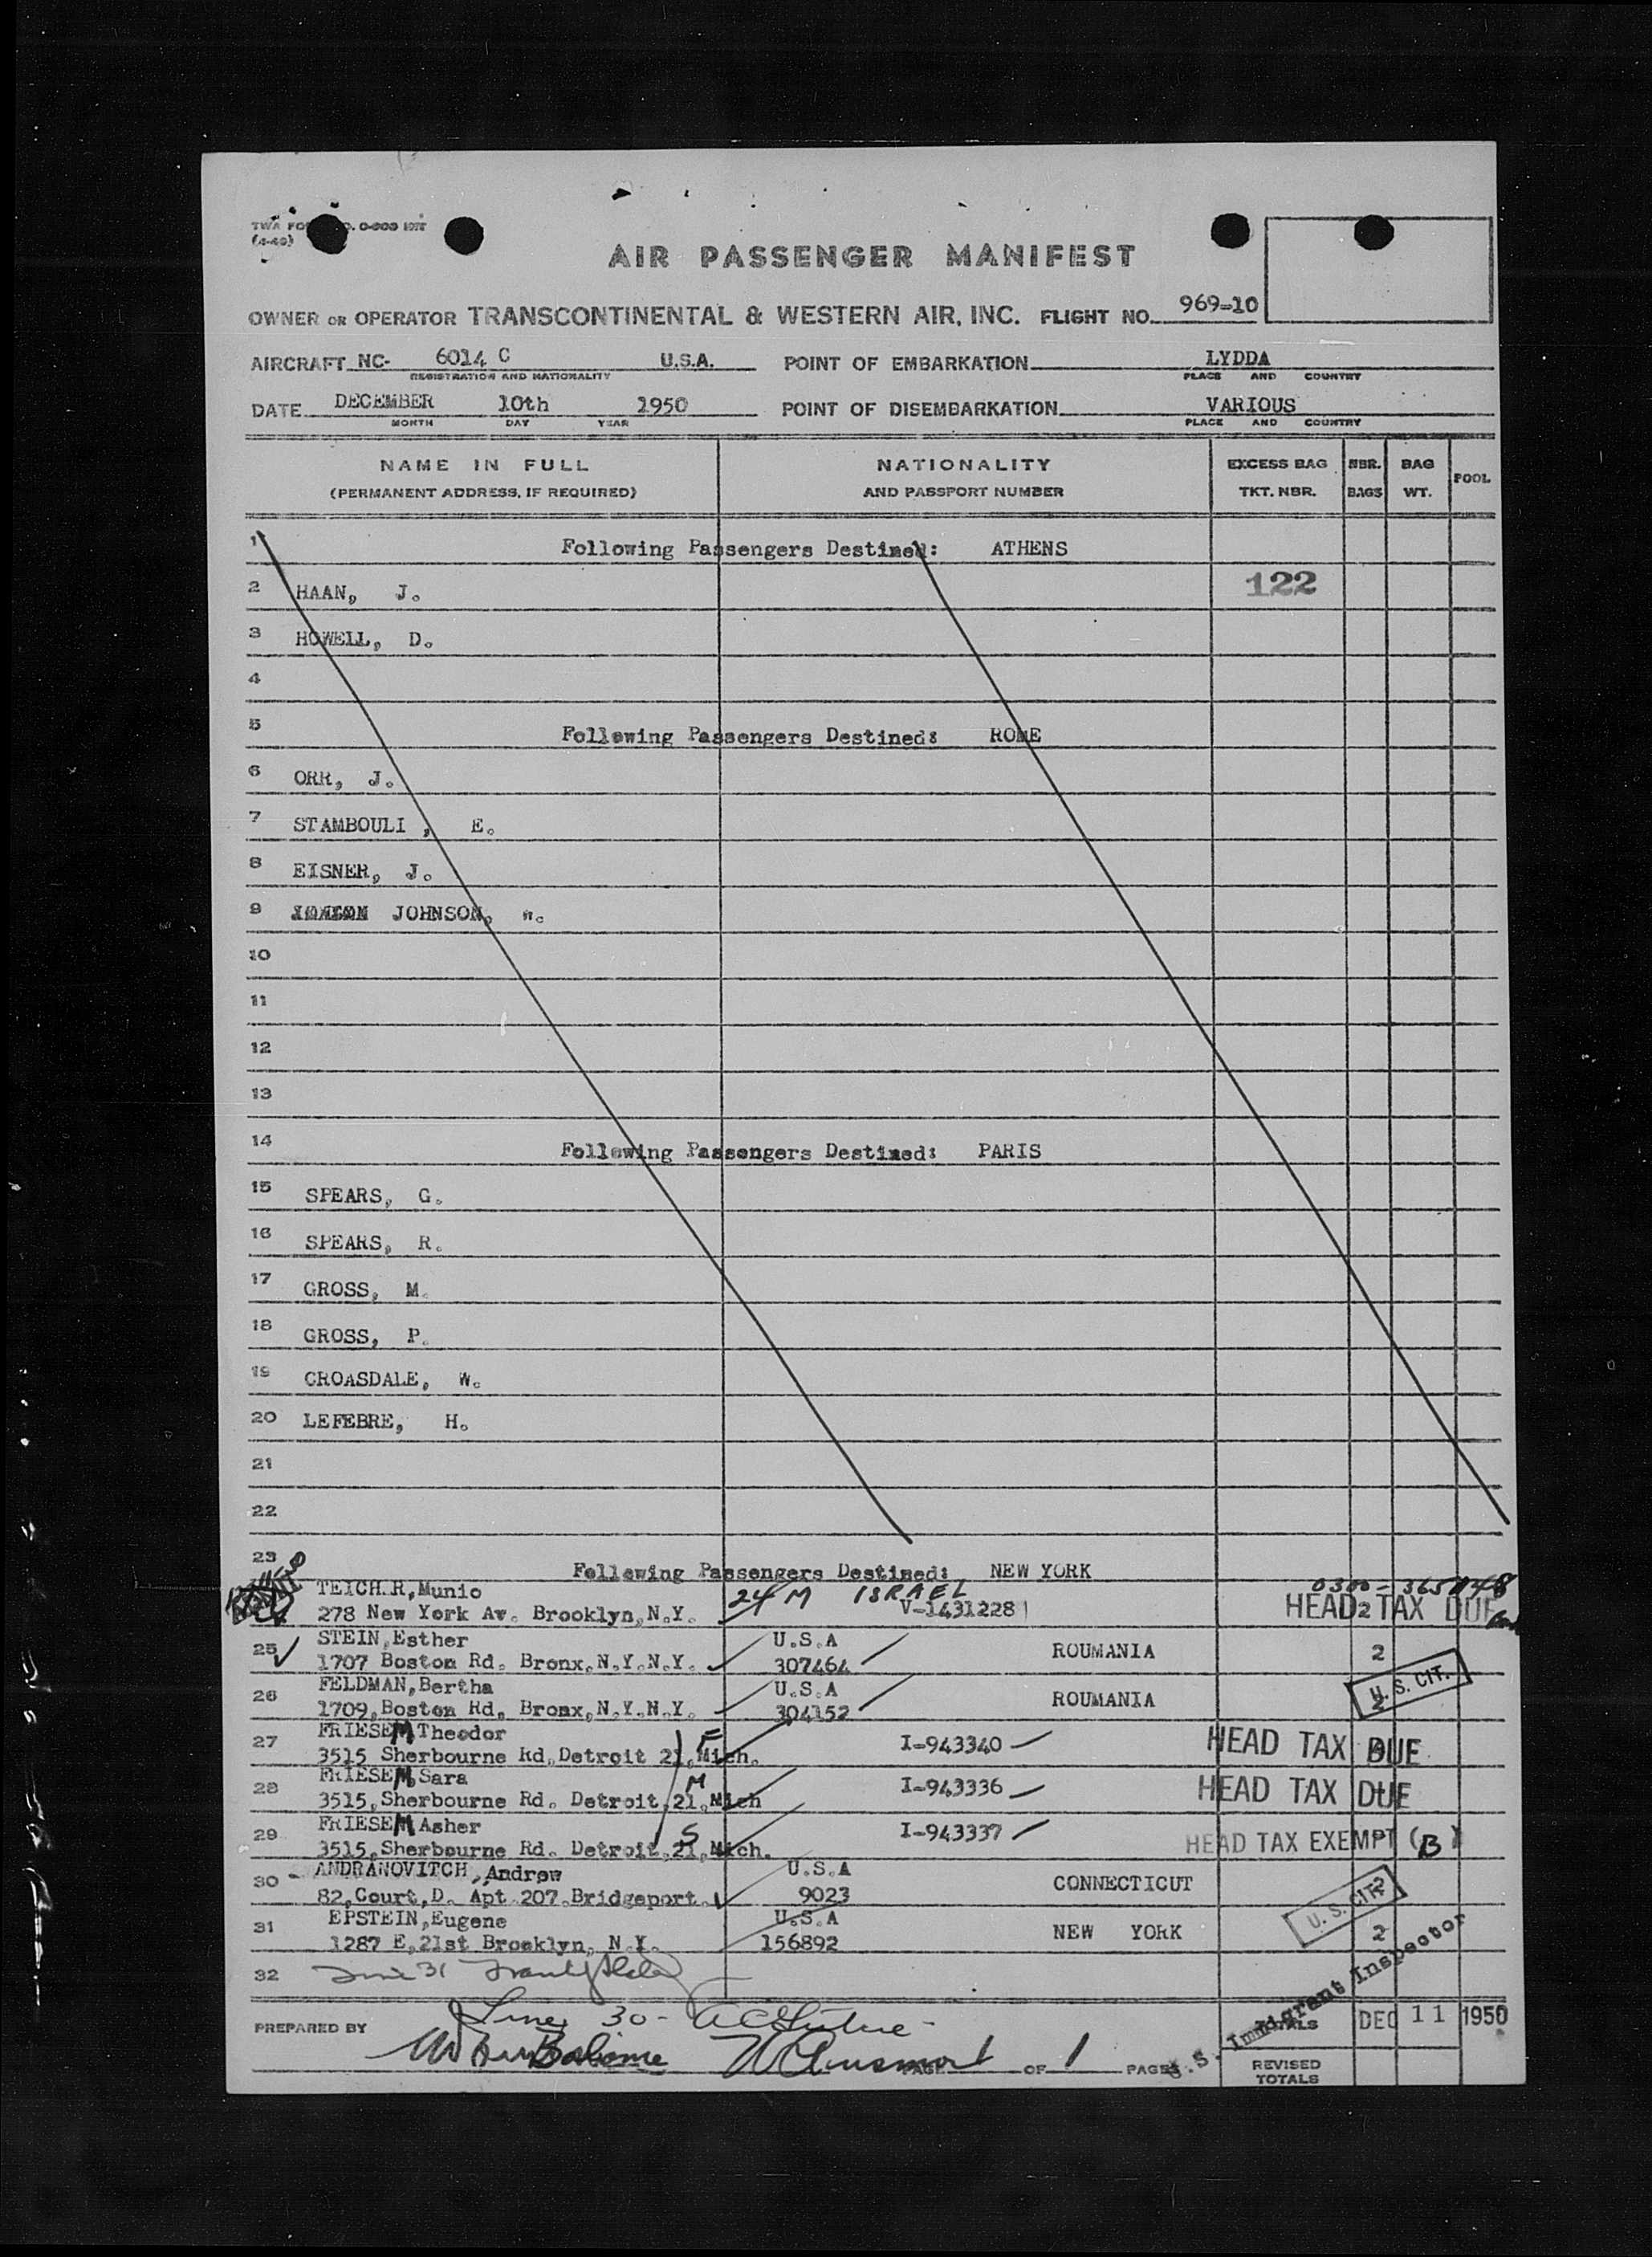 (4-49)
AIR PASSENGER MANIFEST
OWNER OR OPERATOR TRANSCONTINENTAL & WESTERN AIR, INC. FLIGHT NO. 969-10
AIRCRAFT NC- 6014 C U.S.A. POINT OF EMBARKATION LYDDA
REGISTRATION AND NATIONALITY PLACE AND COUNTRY
DATE DECEMBER 10th 1950 POINT OF DISEMBARKATION VARIOUS
MONTH DAY YEAR PLACE AND COUNTRY
NAME IN FULL NATIONALITY EXCESS BAG NBR. BAG POOL
(PERMANENT ADDRESS, IF REQUIRED) AND PASSPORT NUMBER TKT. NBR. BAGS WT.
1 Following Passengers Destined: ATHENS
2 HAAN, J. 122
3 HOWELL, D.
4
5 Following Passengers Destined: ROME
6 ORR, J.
7 STAMBOULI , E.
8 EISNER, J.
9 JOHNSON, W.
10
11
12
13
14 Following Passengers Destined: PARIS
15 SPEARS, G.
16 SPEARS, R.
17 GROSS, M.
18 GROSS, P.
19 CROASDALE, W.
20 LEFEBRE, H.
21
22
23 Following Passengers Destined: NEW YORK
TEICH.R,Munio 24 M ISRAEL 0300-
278 New York Av. Brooklyn,N.Y. V-1431228 HEAD TAX DUE 2
STEIN,Esther U.S.A ROUMANIA 2
25 1707 Boston Rd. Bronx,N.Y.N.Y. 307464
FELDMAN,Bertha U.S.A ROUMANIA 2 U. S. CIT.
26 1709,Boston Rd, Bronx,N.Y.N.Y. 304152
27 FRIESEM Theodor F I-943340 HEAD TAX DUE
3515 Sherbourne Rd,Detroit 21,Mich.
28 FRIESEM,Sara M I-943336 HEAD TAX DUE
3515,Sherbourne Rd. Detroit,21,Mich
29 FRIESEM Asher S I-943337 HEAD TAX EXEMPT (B)
3515,Sherbourne Rd. Detroit,21,Mich.
30 - ANDRANOVITCH,Andrew U.S.A CONNECTICUT 2
82,Court,D. Apt 207 Bridgeport. 9023 U. S. CIT.
31 EPSTEIN,Eugene U.S.A NEW YORK 2
1287 E,21st Brooklyn, N.Y. 156892
32 Line 31
Line 30 -
PREPARED BY U.S. Immigrant Inspector DEC 11 1950
PAGE 1 OF 1 PAGES
REVISED
TOTALS